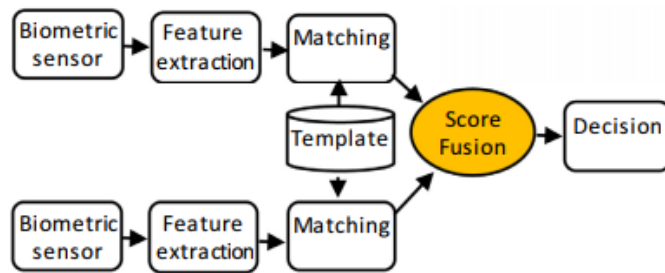 Biometric
sensor
Feature
extraction
Matching
Template
Score
Fusion
Decision
Biometric
sensor
Feature
extraction
Matching